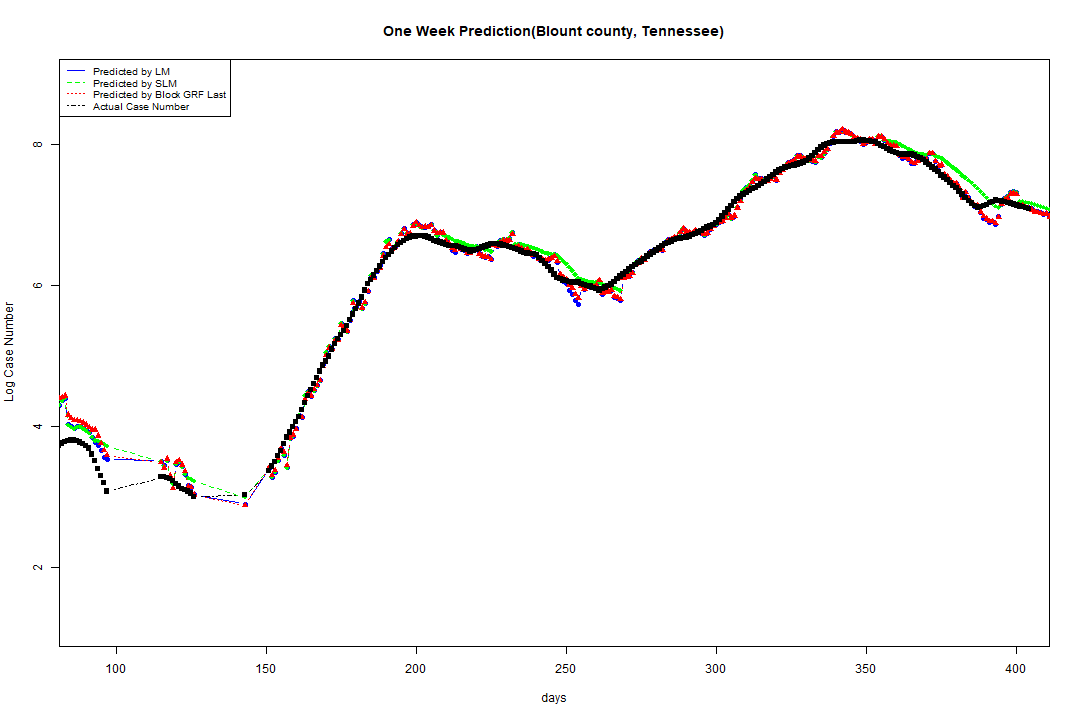 One Week Prediction(Blount county, Tennessee)
Predicted by LM
Predicted by SLM
Predicted by Block GRF Last
Actual Case Number
Log Case Number
8
6
4
2
100 150 200 250 300 350 400
days